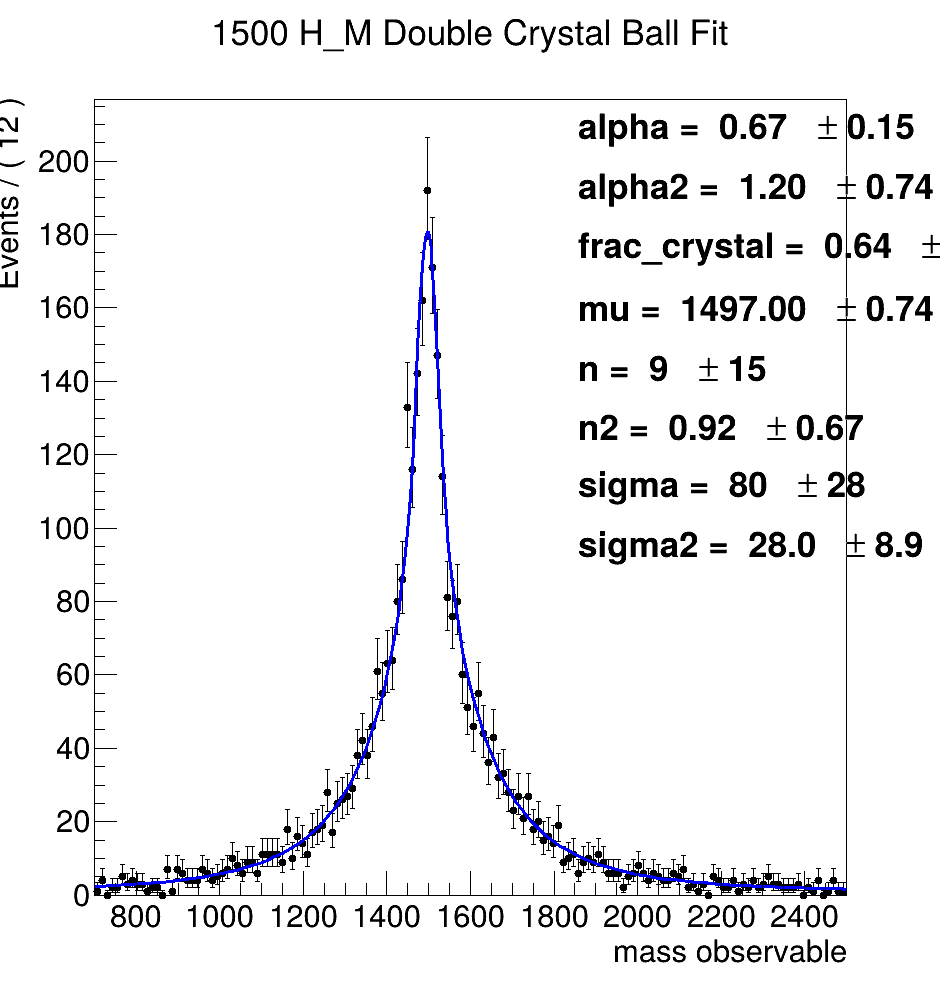 1500 H_M Double Crystal Ball Fit
Events / ( 12 )
200
180
160
140
120
100
80
60
40
20
0
alpha = 0.67 ± 0.15
alpha2 = 1.20 ± 0.74
frac_crystal = 0.64 ±
mu = 1497.00 ± 0.74
n = 9 ± 15
n2 = 0.92 ± 0.67
sigma = 80 ± 28
sigma2 = 28.0 ± 8.9
800 1000 1200 1400 1600 1800 2000 2200 2400
mass observable